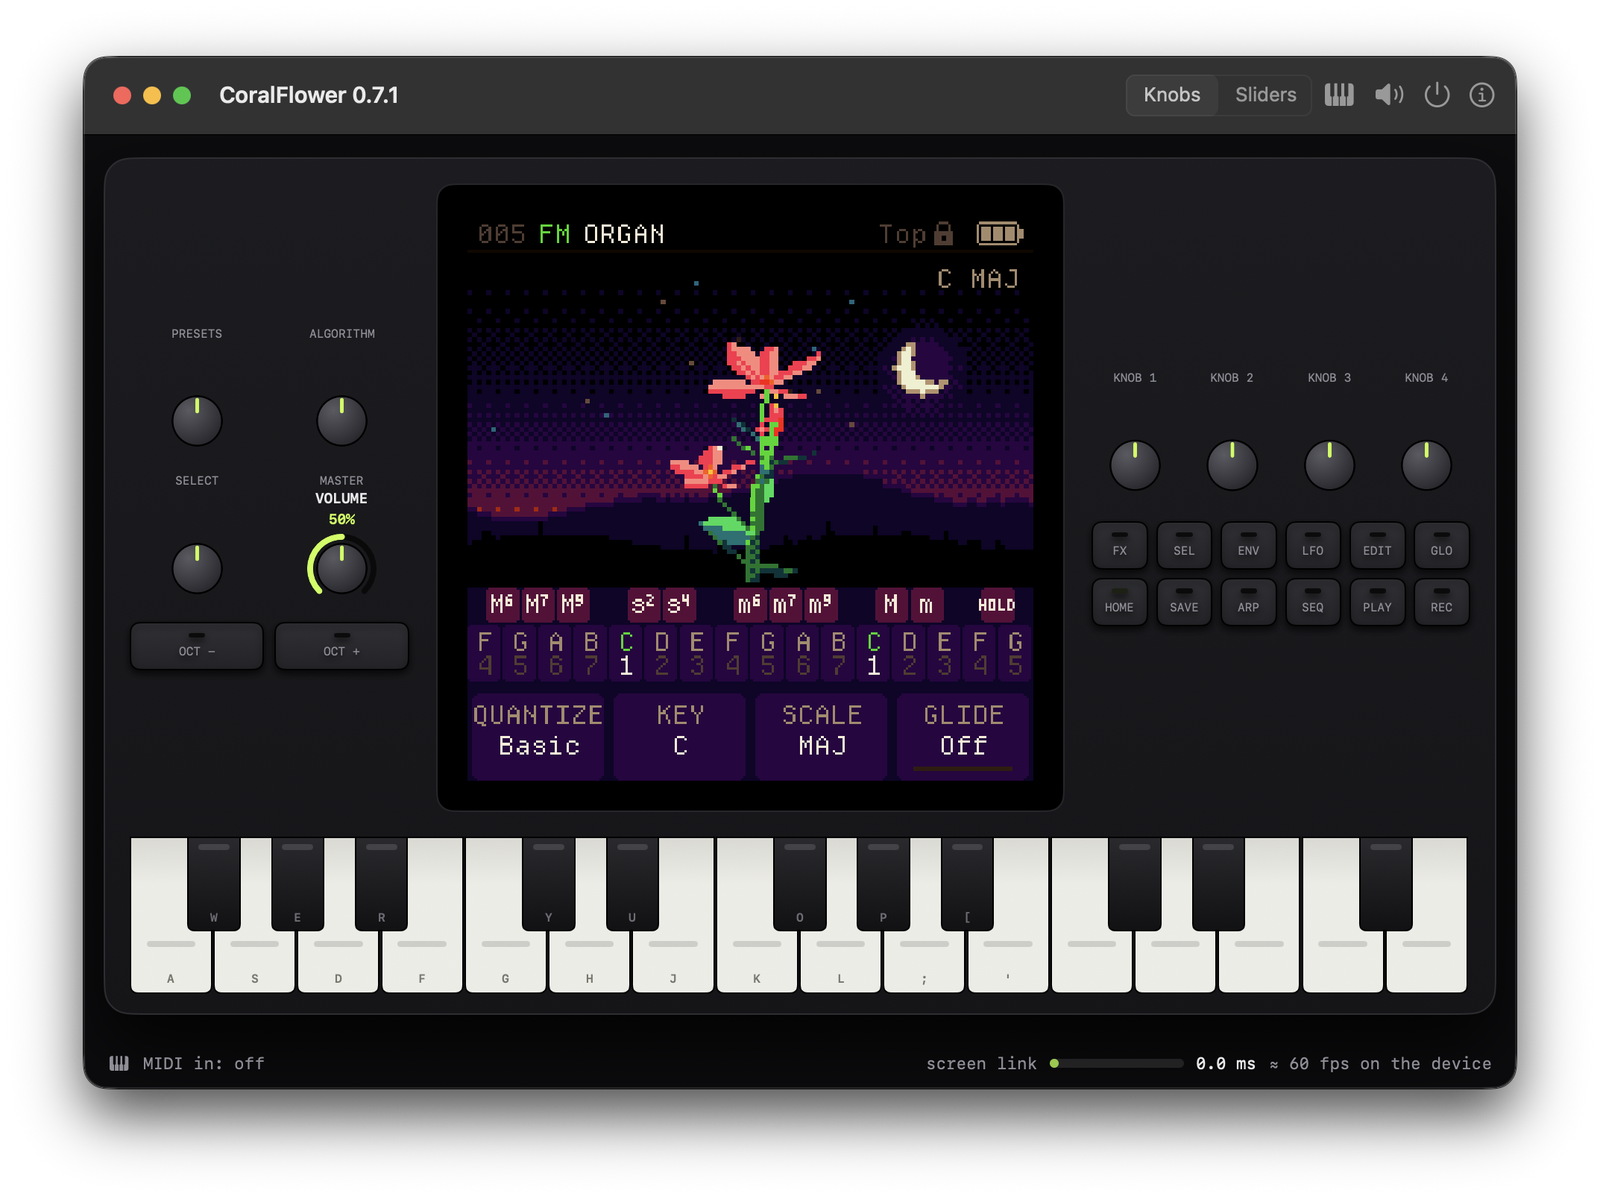 CoralFlower 0.7.1
Knobs Sliders
005 FM ORGAN Top
C MAJ
PRESETS ALGORITHM
KNOB 1 KNOB 2 KNOB 3 KNOB 4
SELECT MASTER
VOLUME
50%
FX SEL ENV LFO EDIT GLO
HOME SAVE ARP SEQ PLAY REC
OCT − OCT +
M6 M7 M9 s2 s4 m6 m7 m9 M m HOLD
F G A B C D E F G A B C D E F G
4 5 6 7 1 2 3 4 5 6 7 1 2 3 4 5
QUANTIZE KEY SCALE GLIDE
Basic C MAJ Off
W E R Y U O P [
A S D F G H J K L ; '
MIDI in: off
screen link 0.0 ms ≈ 60 fps on the device